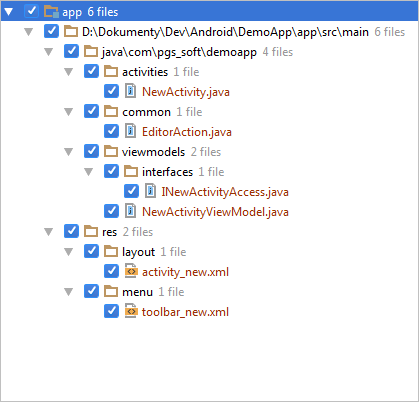 app 6 files
D:\Dokumenty\Dev\Android\DemoApp\app\src\main 6 files
java\com\pgs_soft\demoapp 4 files
activities 1 file
NewActivity.java
common 1 file
EditorAction.java
viewmodels 2 files
interfaces 1 file
INewActivityAccess.java
NewActivityViewModel.java
res 2 files
layout 1 file
activity_new.xml
menu 1 file
toolbar_new.xml